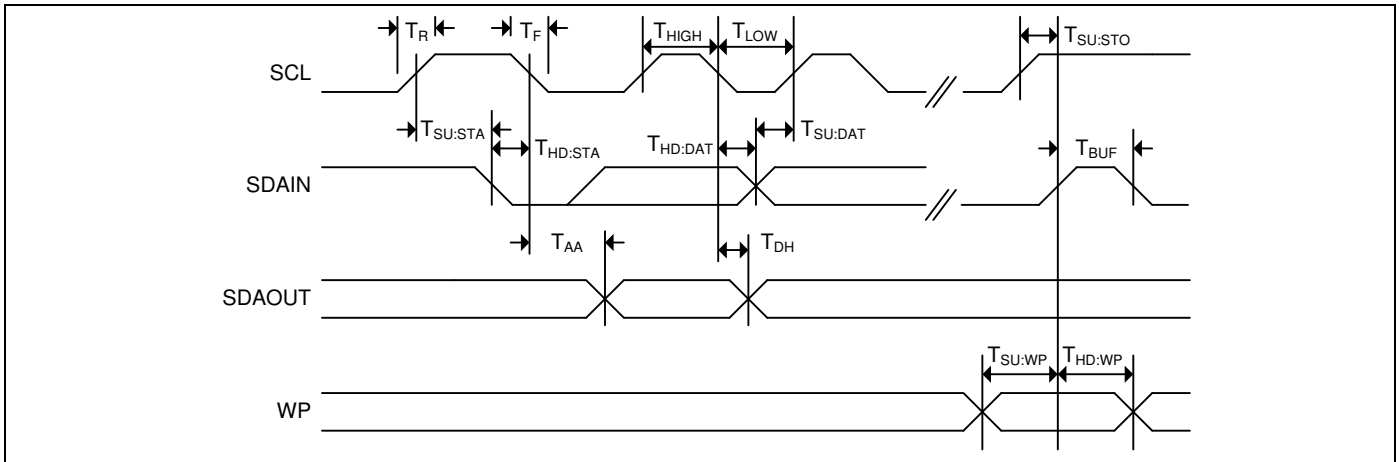 T_R T_F T_HIGH T_LOW T_SU:STO
SCL
T_SU:STA T_HD:STA T_HD:DAT T_SU:DAT T_BUF
SDAIN
T_AA T_DH
SDAOUT
T_SU:WP T_HD:WP
WP